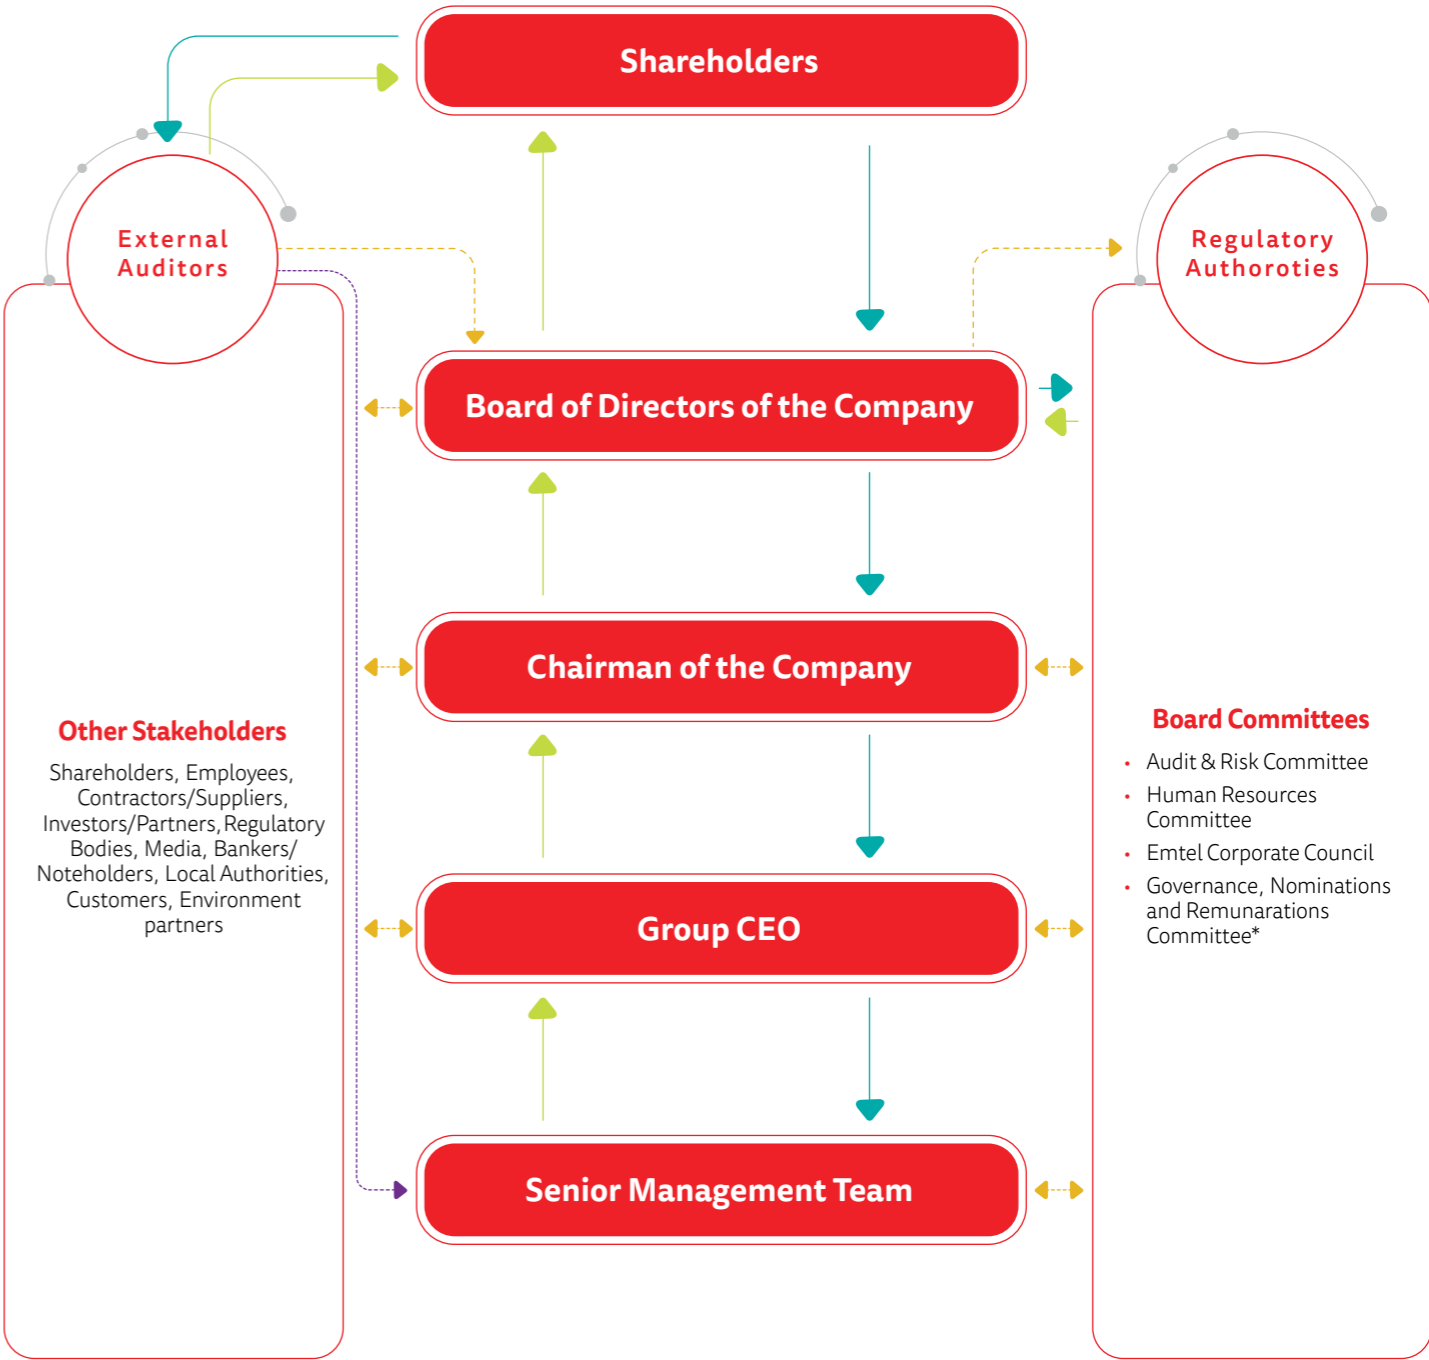 Shareholders
External
Auditors
Regulatory
Authoroties
Board of Directors of the Company
Chairman of the Company
Other Stakeholders
Shareholders, Employees,
Contractors/Suppliers,
Investors/Partners, Regulatory
Bodies, Media, Bankers/
Noteholders, Local Authorities,
Customers, Environment
partners
Board Committees
• Audit & Risk Committee
• Human Resources
Committee
• Emtel Corporate Council
• Governance, Nominations
and Remunarations
Committee*
Group CEO
Senior Management Team